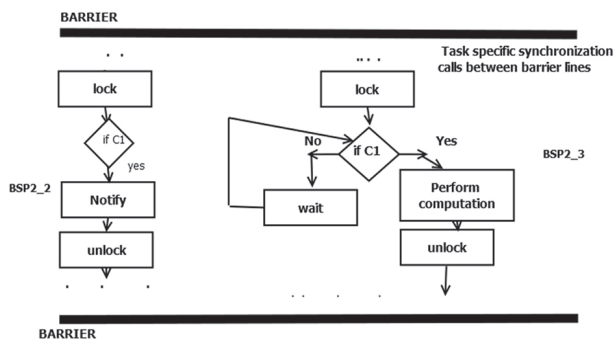 BARRIER
Task specific synchronization
calls between barrier lines
lock
if C1
yes
BSP2_2
Notify
unlock
lock
No
if C1
Yes
BSP2_3
wait
Perform
computation
unlock
BARRIER